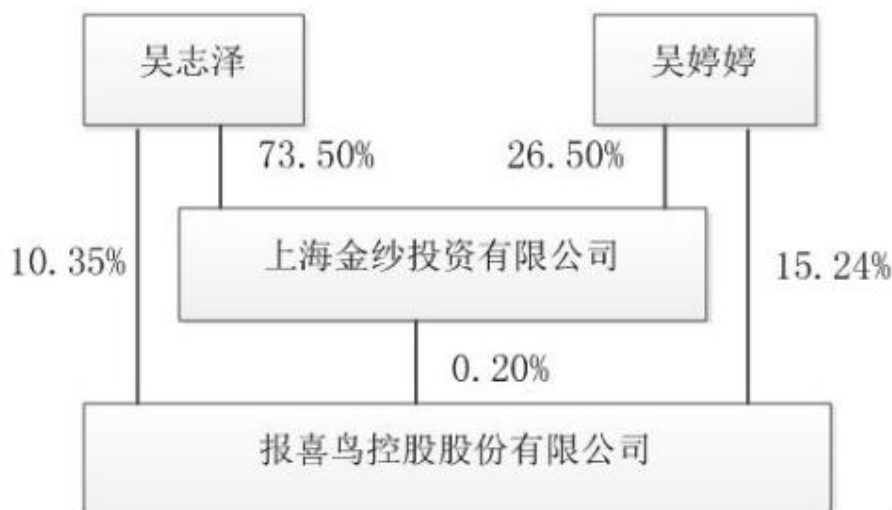 吴志泽
吴婷婷
73.50%
26.50%
10.35%
上海金纱投资有限公司
15.24%
0.20%
报喜鸟控股股份有限公司